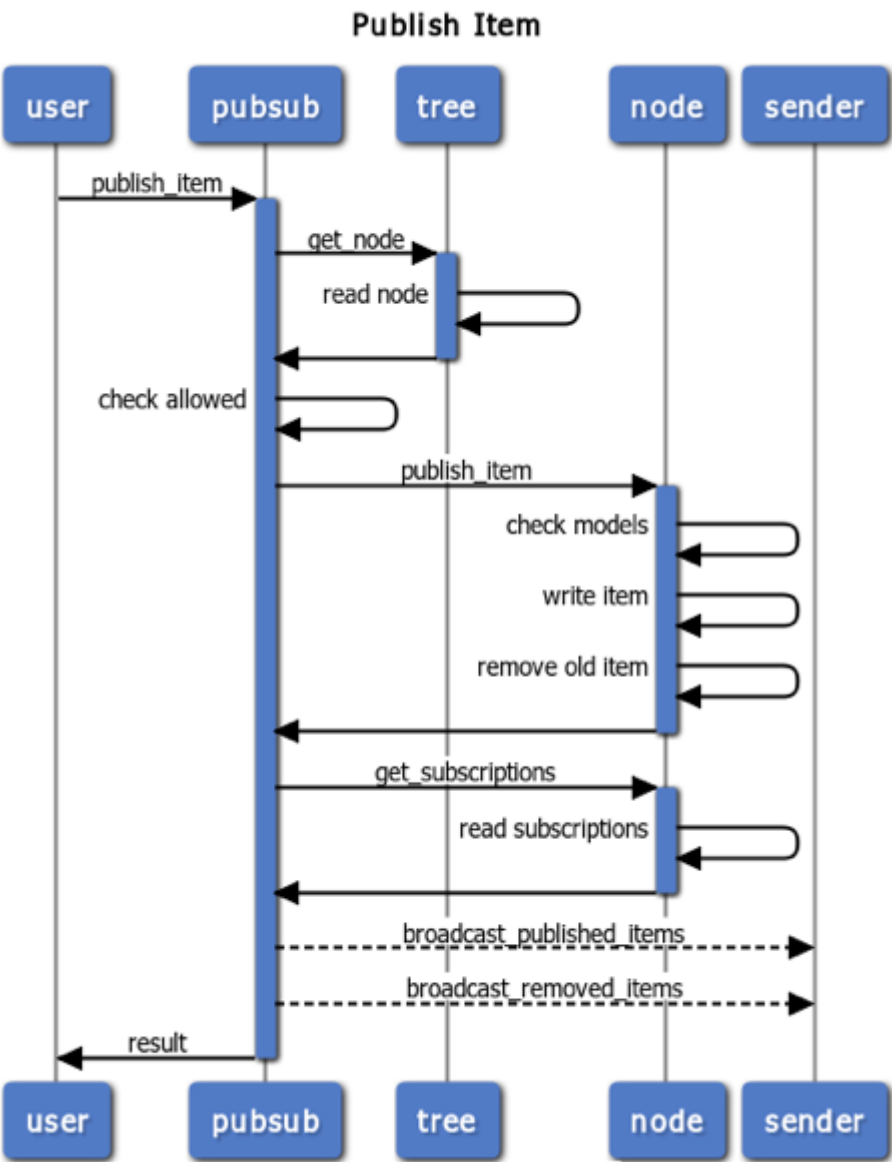 Publish Item
user pubsub tree node sender
publish_item
get_node
read node
check allowed
publish_item
check models
write item
remove old item
get_subscriptions
read subscriptions
broadcast_published_items
broadcast_removed_items
result
user pubsub tree node sender